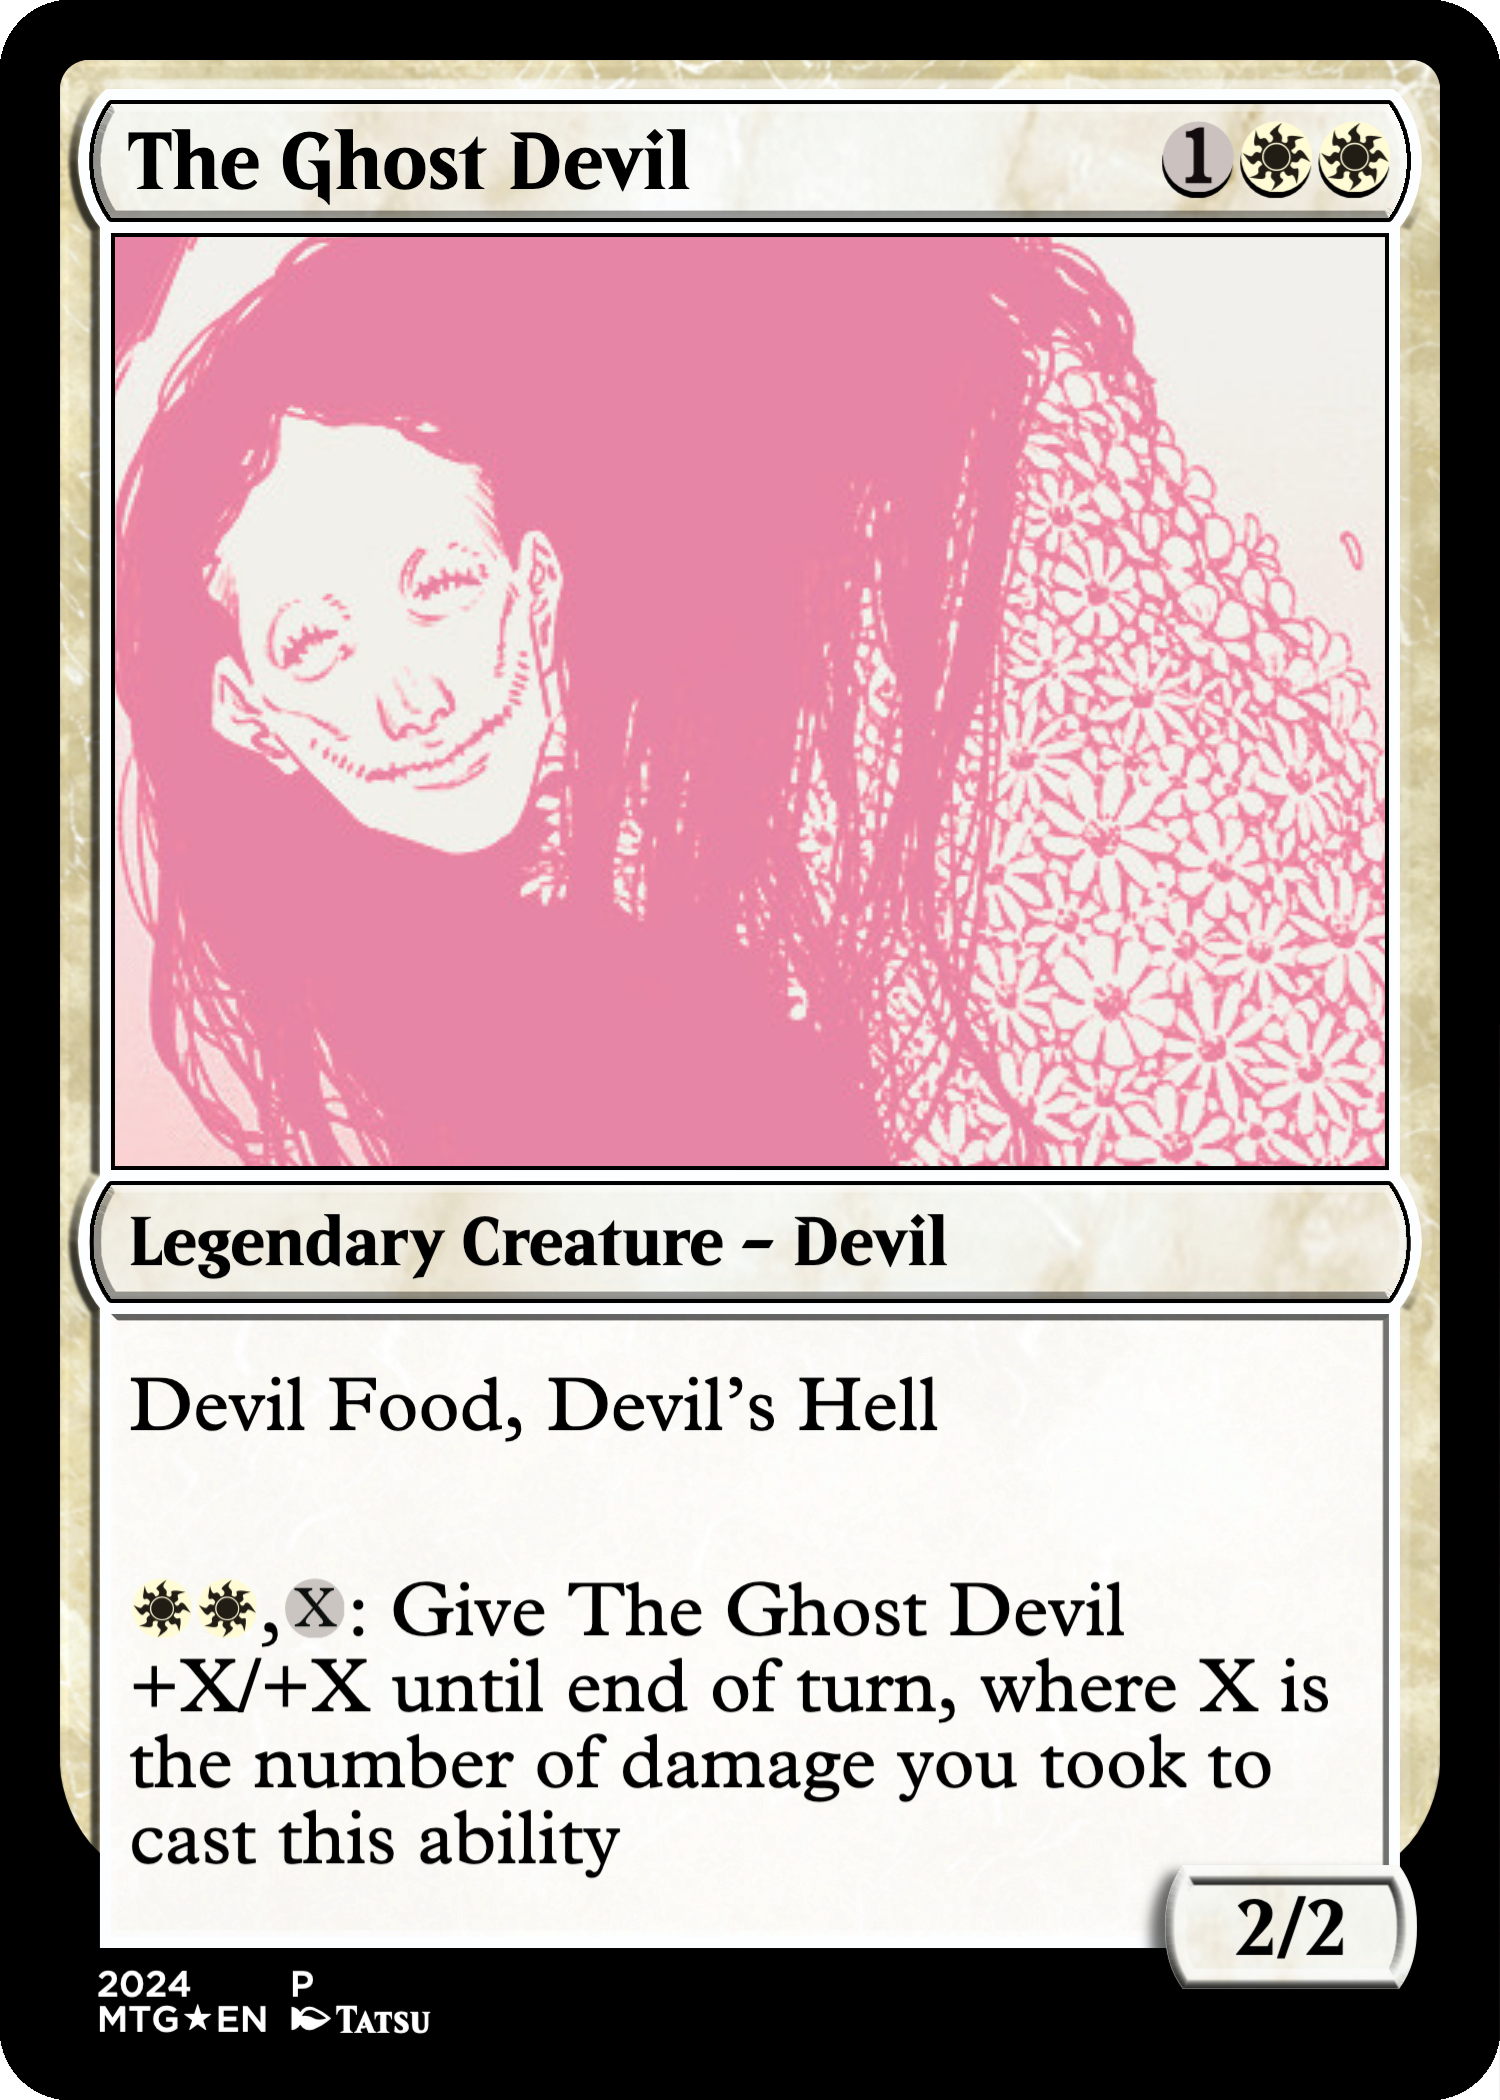 The Ghost Devil 1
Legendary Creature – Devil
Devil Food, Devil’s Hell
,X: Give The Ghost Devil
+X/+X until end of turn, where X is
the number of damage you took to
cast this ability
2/2
2024 P
MTG★EN TATSU